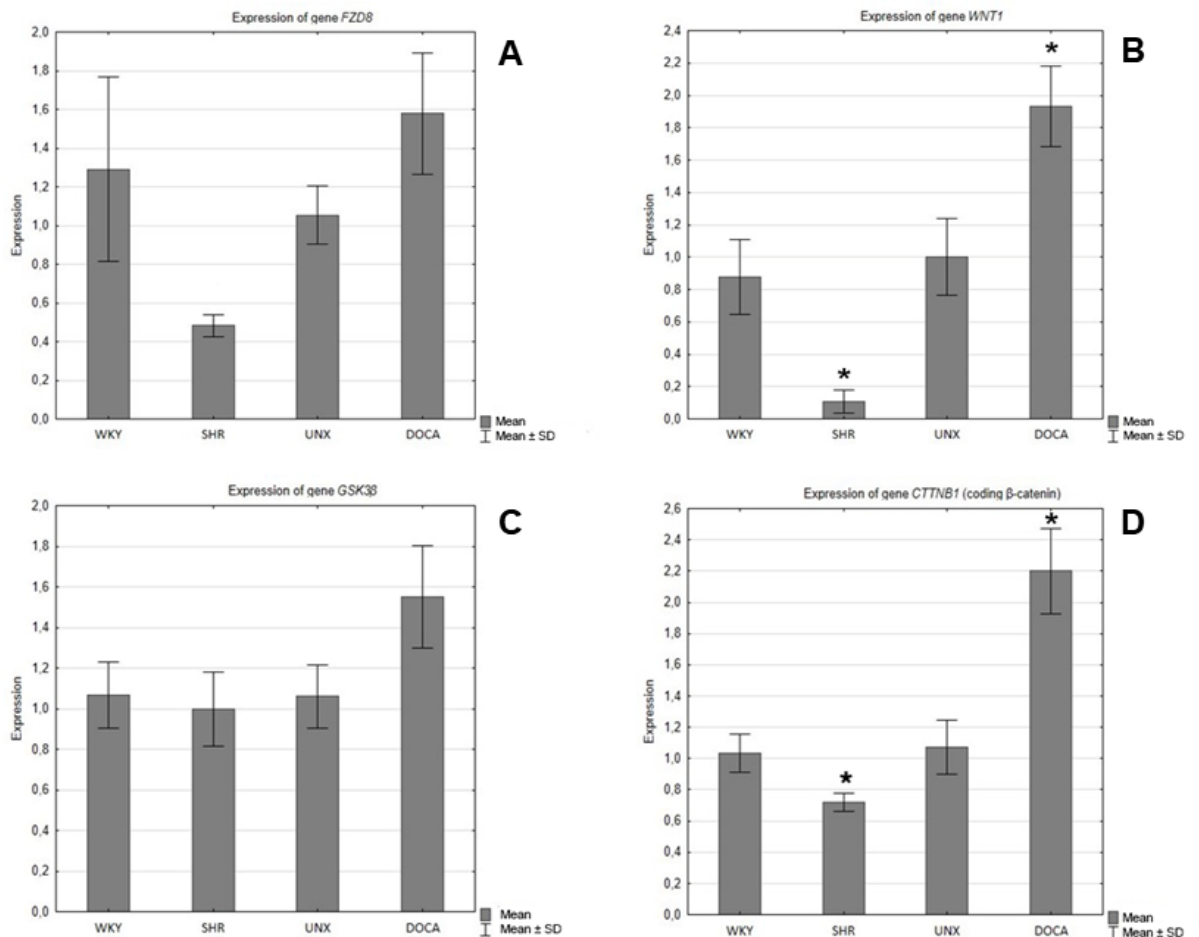 Expression of gene FZD8
A
2,0
1,8
1,6
1,4
1,2
1,0
0,8
0,6
0,4
0,2
0,0
Expression
WKY SHR UNX DOCA
Mean
Mean ± SD
Expression of gene WNT1
B
2,4
2,2
2,0
1,8
1,6
1,4
1,2
1,0
0,8
0,6
0,4
0,2
0,0
Expression
*
*
WKY SHR UNX DOCA
Mean
Mean ± SD
Expression of gene GSK3β
C
2,0
1,8
1,6
1,4
1,2
1,0
0,8
0,6
0,4
0,2
0,0
Expression
WKY SHR UNX DOCA
Mean
Mean ± SD
Expression of gene CTTNB1 (coding β-catenin)
D
2,6
2,4
2,2
2,0
1,8
1,6
1,4
1,2
1,0
0,8
0,6
0,4
0,2
0,0
Expression
*
*
WKY SHR UNX DOCA
Mean
Mean ± SD